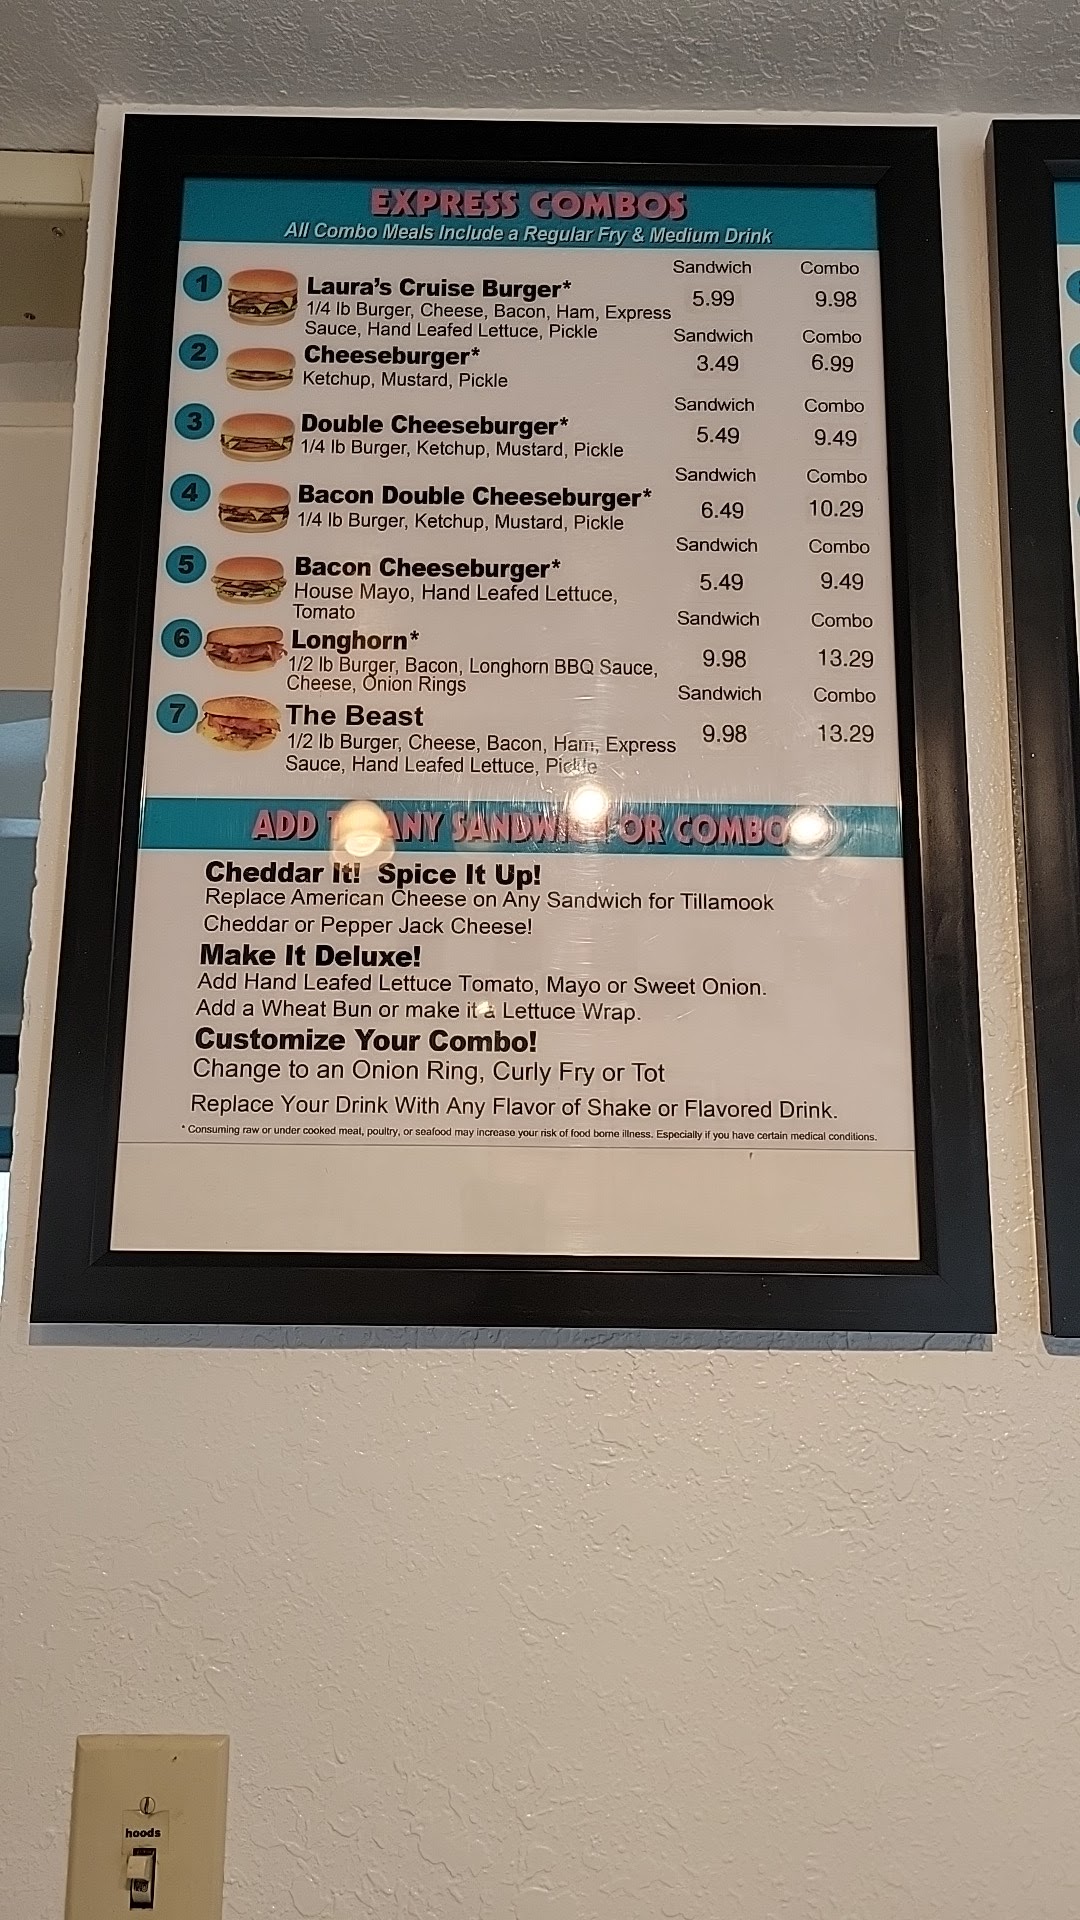 EXPRESS COMBOS
All Combo Meals Include a Regular Fry & Medium Drink
Sandwich Combo
1 Laura's Cruise Burger* 5.99 9.98
1/4 lb Burger, Cheese, Bacon, Ham, Express
Sauce, Hand Leafed Lettuce, Pickle
Sandwich Combo
2 Cheeseburger* 3.49 6.99
Ketchup, Mustard, Pickle
Sandwich Combo
3 Double Cheeseburger* 5.49 9.49
1/4 lb Burger, Ketchup, Mustard, Pickle
Sandwich Combo
4 Bacon Double Cheeseburger* 6.49 10.29
1/4 lb Burger, Ketchup, Mustard, Pickle
Sandwich Combo
5 Bacon Cheeseburger* 5.49 9.49
House Mayo, Hand Leafed Lettuce,
Tomato
Sandwich Combo
6 Longhorn* 9.98 13.29
1/2 lb Burger, Bacon, Longhorn BBQ Sauce,
Cheese, Onion Rings
Sandwich Combo
7 The Beast 9.98 13.29
1/2 lb Burger, Cheese, Bacon, Ham, Express
Sauce, Hand Leafed Lettuce, Pickle
ADD TO ANY SANDWICH OR COMBO
Cheddar It! Spice It Up!
Replace American Cheese on Any Sandwich for Tillamook
Cheddar or Pepper Jack Cheese!
Make It Deluxe!
Add Hand Leafed Lettuce Tomato, Mayo or Sweet Onion.
Add a Wheat Bun or make it a Lettuce Wrap.
Customize Your Combo!
Change to an Onion Ring, Curly Fry or Tot
Replace Your Drink With Any Flavor of Shake or Flavored Drink.
* Consuming raw or under cooked meat, poultry, or seafood may increase your risk of food borne illness. Especially if you have certain medical conditions.
hoods